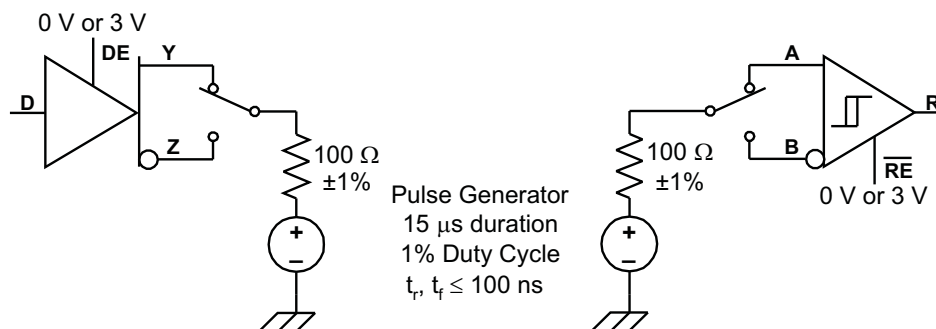 0 V or 3 V
DE
Y
D
Z
100 Ω
±1%
Pulse Generator
15 μs duration
1% Duty Cycle
tr, tf ≤ 100 ns
A
R
B
100 Ω
±1%
RE
0 V or 3 V
+
–
+
–